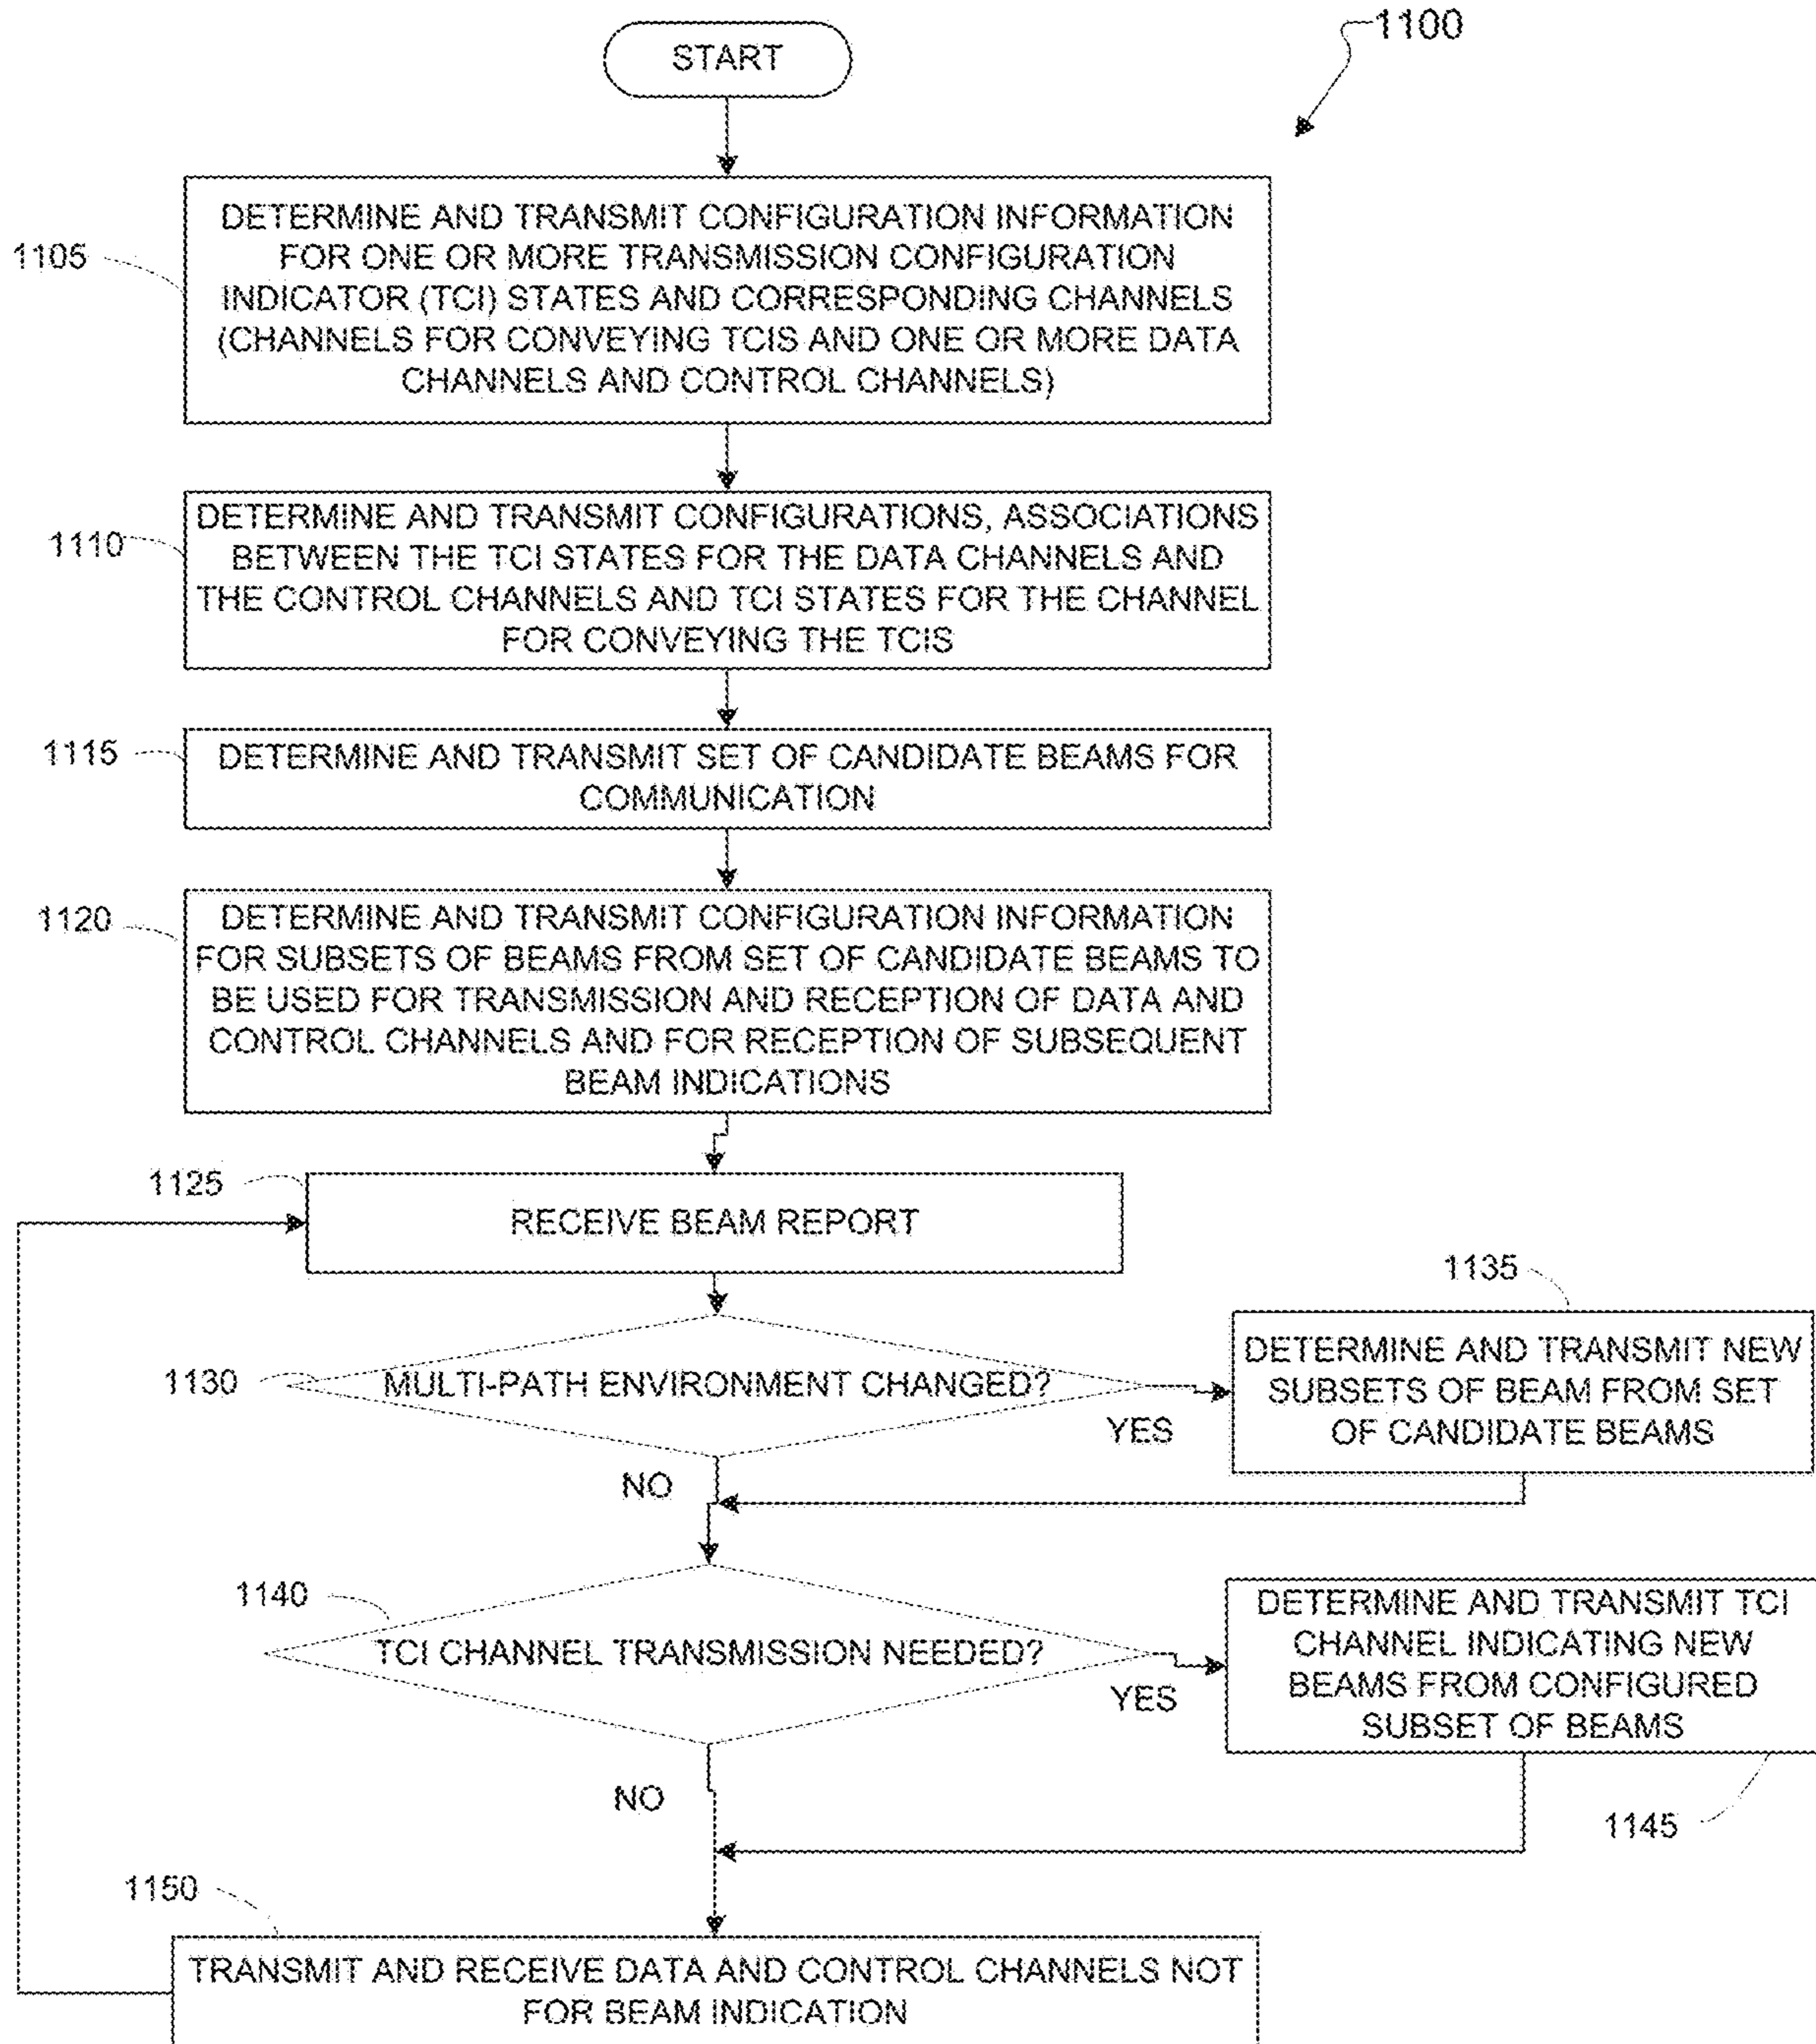 1100
START
1105
DETERMINE AND TRANSMIT CONFIGURATION INFORMATION
FOR ONE OR MORE TRANSMISSION CONFIGURATION
INDICATOR (TCI) STATES AND CORRESPONDING CHANNELS
(CHANNELS FOR CONVEYING TCIS AND ONE OR MORE DATA
CHANNELS AND CONTROL CHANNELS)
1110
DETERMINE AND TRANSMIT CONFIGURATIONS, ASSOCIATIONS
BETWEEN THE TCI STATES FOR THE DATA CHANNELS AND
THE CONTROL CHANNELS AND TCI STATES FOR THE CHANNEL
FOR CONVEYING THE TCIS
1115
DETERMINE AND TRANSMIT SET OF CANDIDATE BEAMS FOR
COMMUNICATION
1120
DETERMINE AND TRANSMIT CONFIGURATION INFORMATION
FOR SUBSETS OF BEAMS FROM SET OF CANDIDATE BEAMS TO
BE USED FOR TRANSMISSION AND RECEPTION OF DATA AND
CONTROL CHANNELS AND FOR RECEPTION OF SUBSEQUENT
BEAM INDICATIONS
1125
RECEIVE BEAM REPORT
1130
MULTI-PATH ENVIRONMENT CHANGED?
YES
NO
1135
DETERMINE AND TRANSMIT NEW
SUBSETS OF BEAM FROM SET
OF CANDIDATE BEAMS
1140
TCI CHANNEL TRANSMISSION NEEDED?
YES
NO
DETERMINE AND TRANSMIT TCI
CHANNEL INDICATING NEW
BEAMS FROM CONFIGURED
SUBSET OF BEAMS
1145
1150
TRANSMIT AND RECEIVE DATA AND CONTROL CHANNELS NOT
FOR BEAM INDICATION